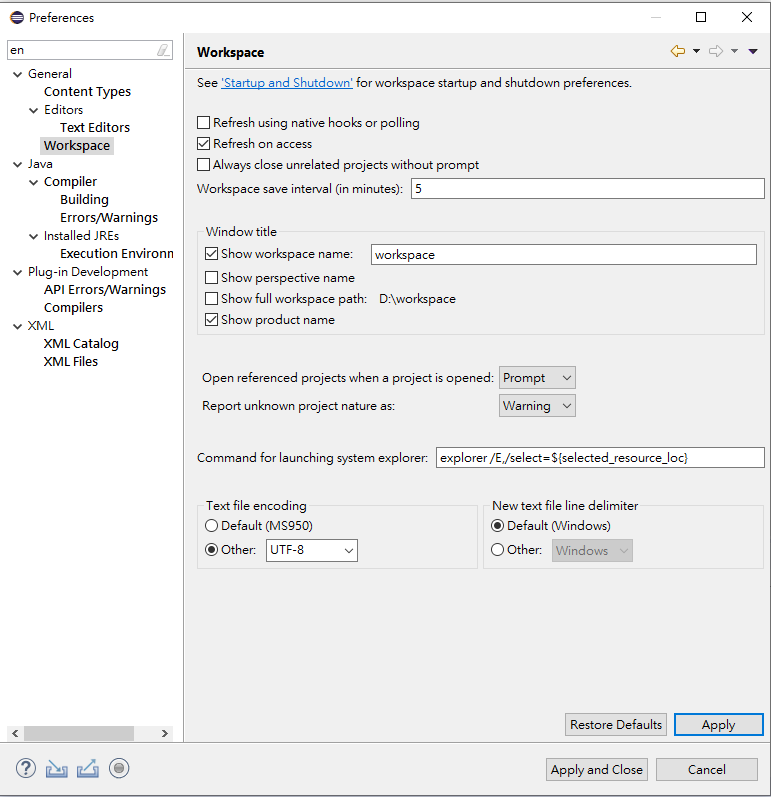 Preferences
en
General
Content Types
Editors
Text Editors
Workspace
Java
Compiler
Building
Errors/Warnings
Installed JREs
Execution Environn
Plug-in Development
API Errors/Warnings
Compilers
XML
XML Catalog
XML Files
Workspace
See 'Startup and Shutdown' for workspace startup and shutdown preferences.
Refresh using native hooks or polling
Refresh on access
Always close unrelated projects without prompt
Workspace save interval (in minutes): 5
Window title
Show workspace name: workspace
Show perspective name
Show full workspace path: D:\workspace
Show product name
Open referenced projects when a project is opened: Prompt
Report unknown project nature as: Warning
Command for launching system explorer: explorer /E,/select=${selected_resource_loc}
Text file encoding
Default (MS950)
Other: UTF-8
New text file line delimiter
Default (Windows)
Other: Windows
Restore Defaults Apply
? Apply and Close Cancel